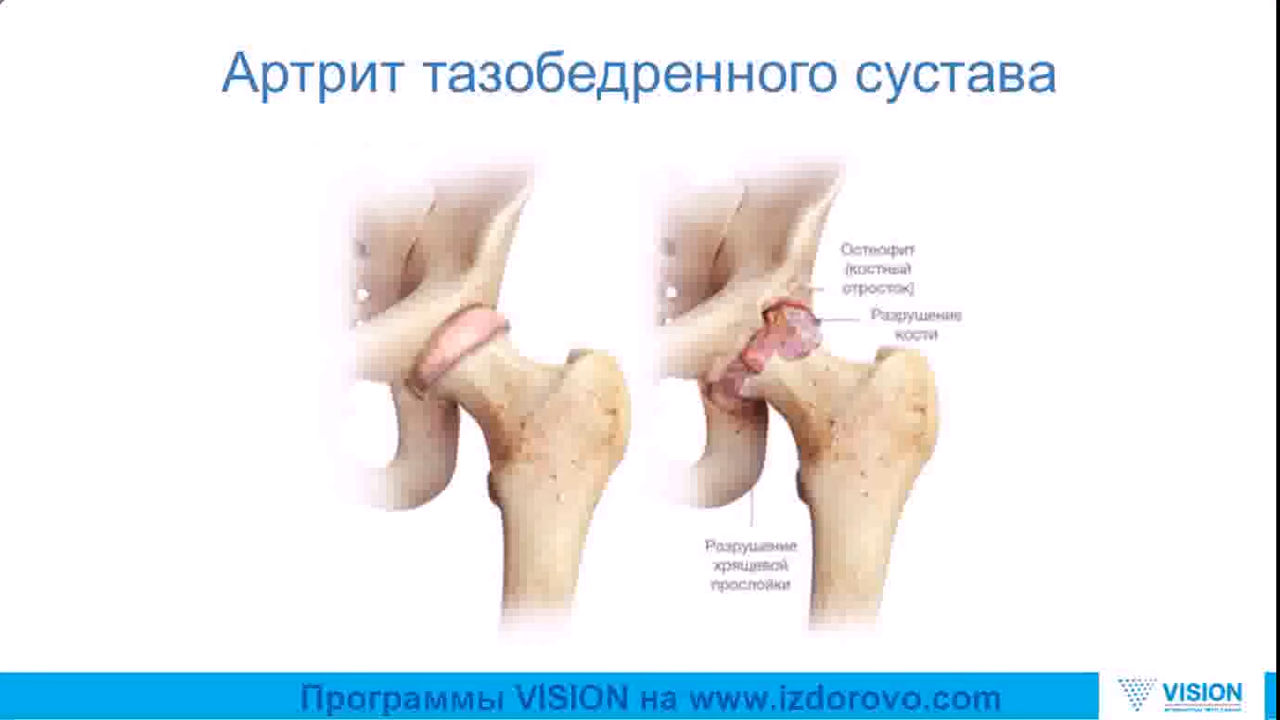 Артрит тазобедренного сустава
Остеофит
(костный
отросток)
Разрушение
кости
Разрушение
хрящевой
прослойки
Программы VISION на www.izdorovo.com
VISION